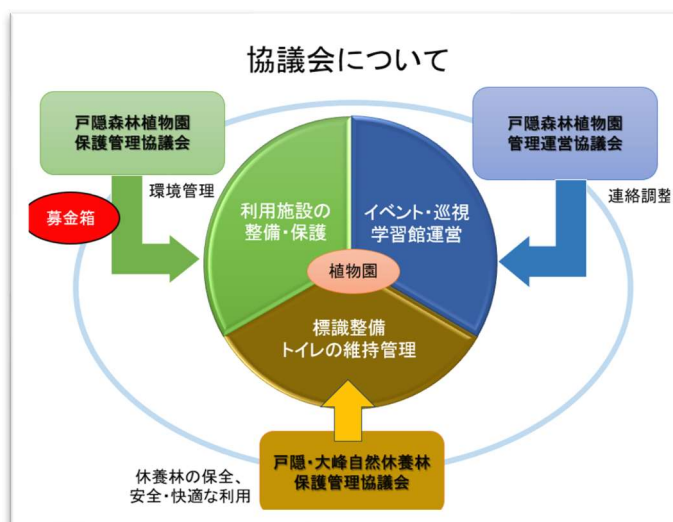 協議会について
戸隠森林植物園
保護管理協議会
戸隠森林植物園
管理運営協議会
募金箱
環境管理
連絡調整
利用施設の
整備・保護
イベント・巡視
学習館運営
植物園
標識整備
トイレの維持管理
戸隠・大峰自然休養林
保護管理協議会
休養林の保全、
安全・快適な利用